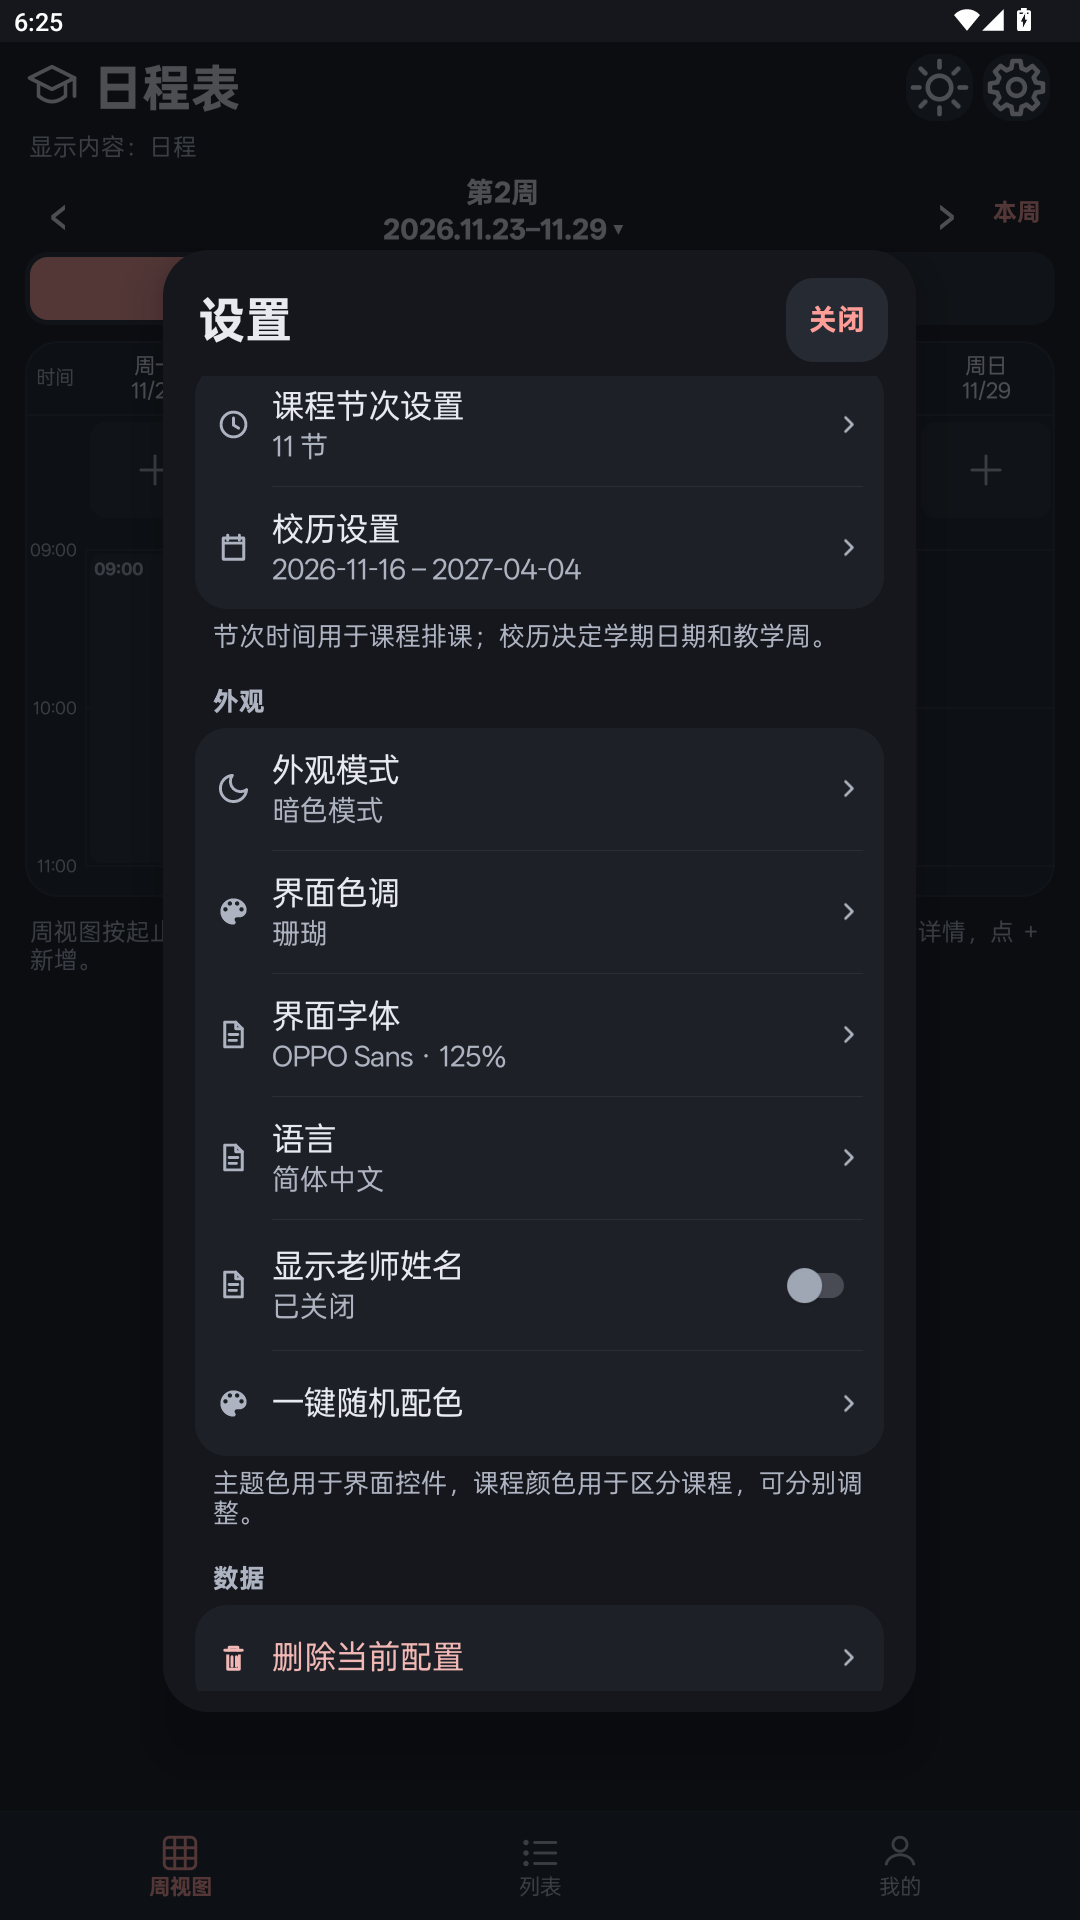 6:25
日程表
显示内容：日程
第2周
2026.11.23–11.29 ▾
本周
设置
关闭
时间
周日
11/29
课程节次设置
11 节
校历设置
2026-11-16 – 2027-04-04
09:00
09:00
节次时间用于课程排课；校历决定学期日期和教学周。
外观
10:00
外观模式
暗色模式
11:00
界面色调
珊瑚
周视图按起
详情，点 +
新增。
界面字体
OPPO Sans · 125%
语言
简体中文
显示老师姓名
已关闭
一键随机配色
主题色用于界面控件，课程颜色用于区分课程，可分别调
整。
数据
删除当前配置
周视图
列表
我的